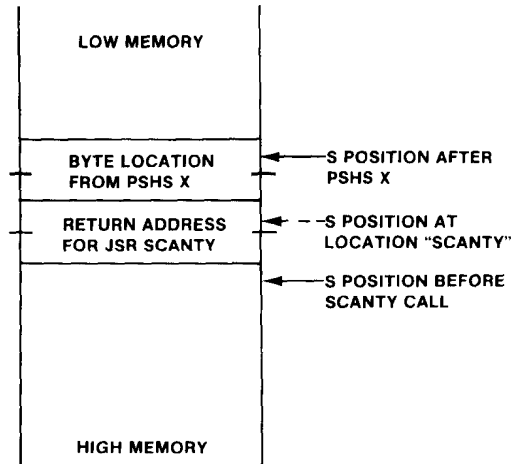 LOW MEMORY
BYTE LOCATION
FROM PSHS X
S POSITION AFTER
PSHS X
RETURN ADDRESS
FOR JSR SCANTY
S POSITION AT
LOCATION "SCANTY"
S POSITION BEFORE
SCANTY CALL
HIGH MEMORY